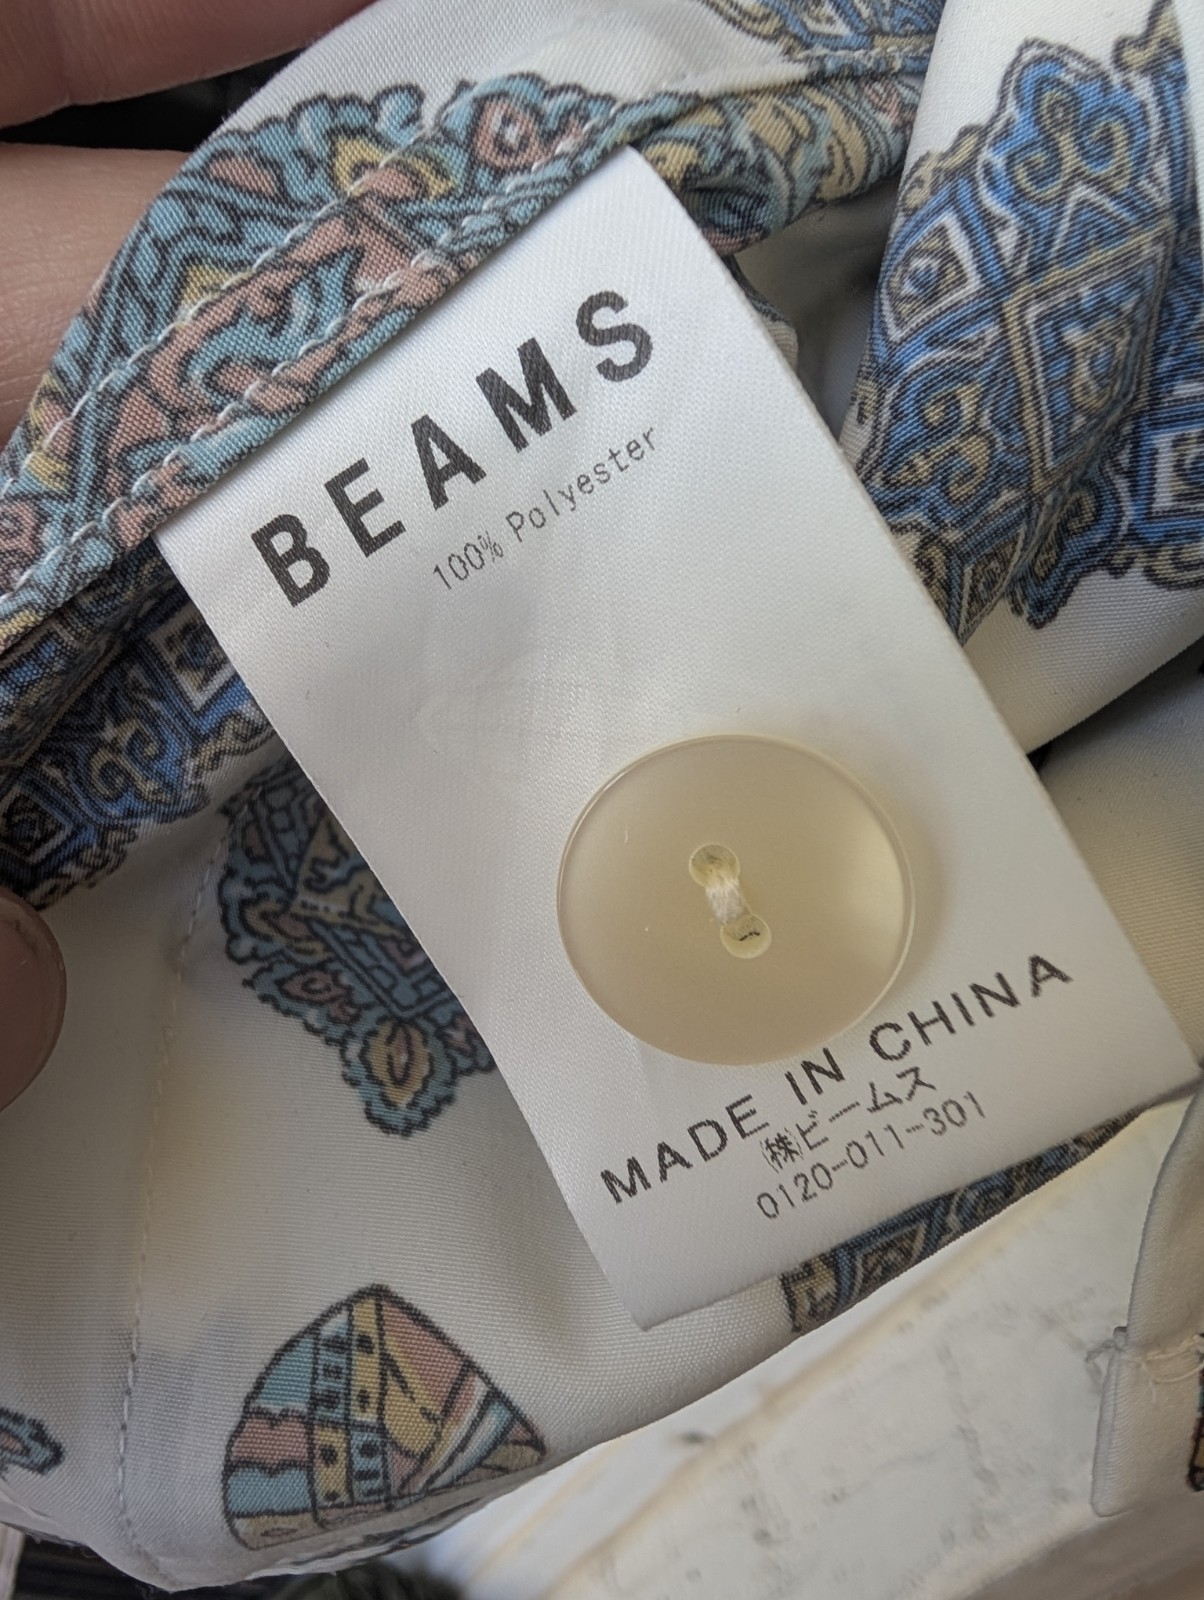 BEAMS
100% Polyester
MADE IN CHINA
㈱ビームス
0120-011-301